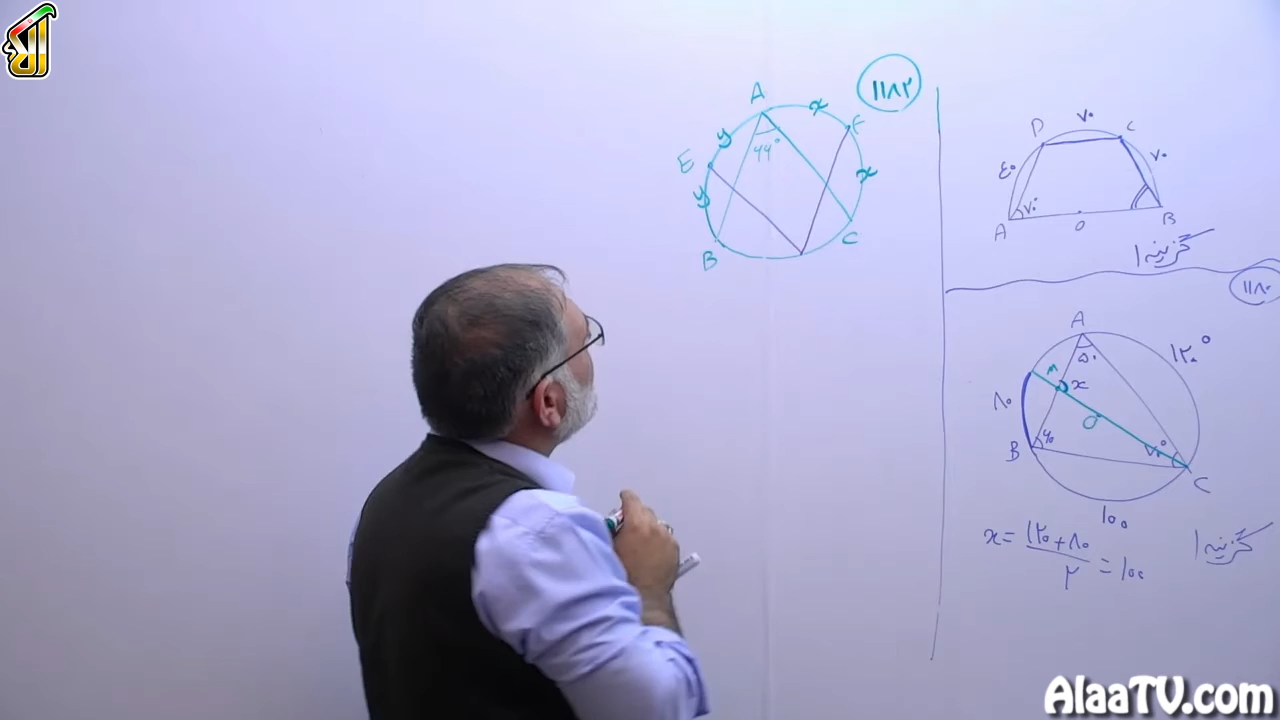 ۱۱۸۲
A
x
F
y
E
۴۴°
y
x
C
B
۷۰
D
C
۴۰
۷۰
۷۰°
A
O
B
گزینه ۱
۱۱۸۰
A
۱۲۰°
۵۰
x
۸۰
O
B
C
۱۰۰
x = ۱۲۰ + ۸۰ / ۲ = ۱۰۰
گزینه ۱
AlaaTV.com